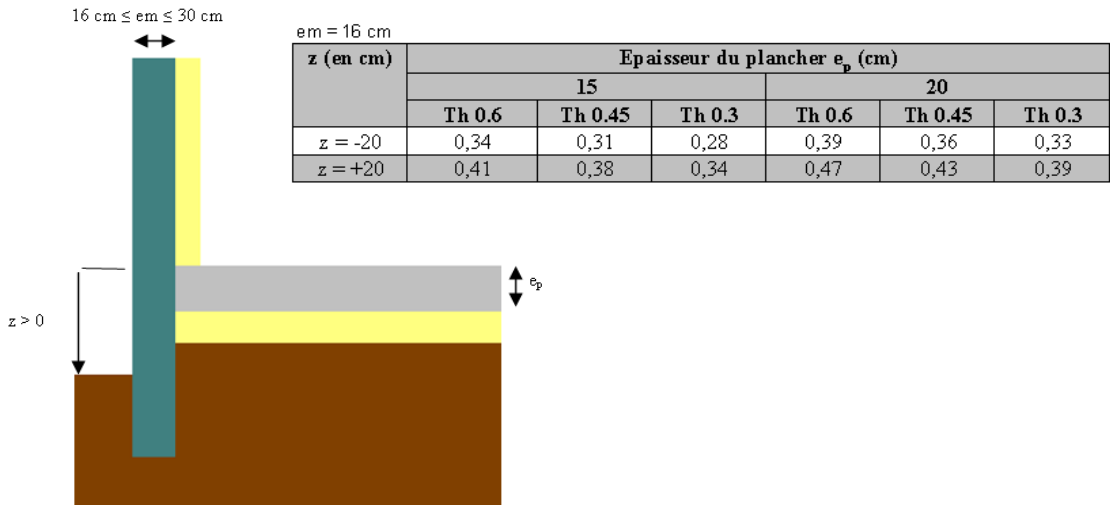 16 cm ≤ em ≤ 30 cm
em = 16 cm
z (en cm) Epaisseur du plancher ep (cm)
15 20
Th 0.6 Th 0.45 Th 0.3 Th 0.6 Th 0.45 Th 0.3
z = -20 0,34 0,31 0,28 0,39 0,36 0,33
z = +20 0,41 0,38 0,34 0,47 0,43 0,39
ep
z > 0